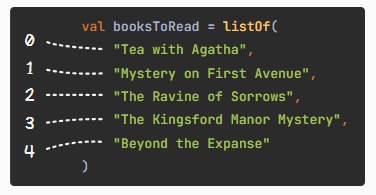 val booksToRead = listOf(
0 "Tea with Agatha",
1 "Mystery on First Avenue",
2 "The Ravine of Sorrows",
3 "The Kingsford Manor Mystery",
4 "Beyond the Expanse"
)